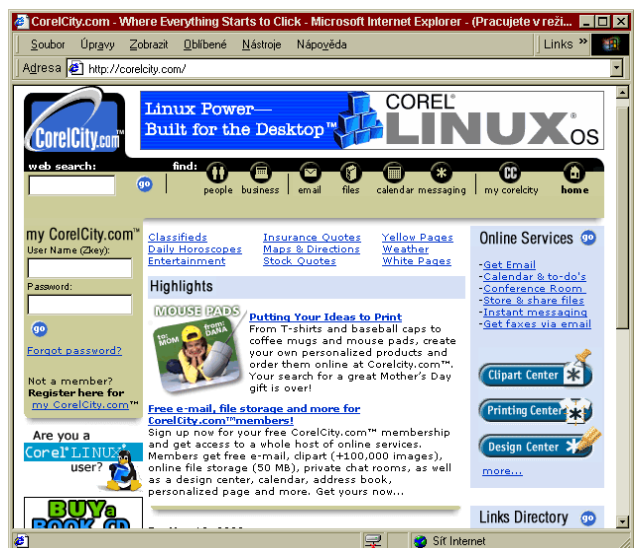 CorelCity.com - Where Everything Starts to Click - Microsoft Internet Explorer - (Pracujete v reži...
Soubor Úpravy Zobrazit Oblíbené Nástroje Nápověda Links »
Adresa http://corelcity.com/
CorelCity.com™
Linux Power—
Built for the Desktop™
COREL®
LINUX® OS
web search:
go
find:
people business email files calendar messaging my corelcity home
my CorelCity.com™
User Name (Zkey):
Password:
go
Forgot password?
Not a member?
Register here for
my CorelCity.com™
Are you a
Corel® LINUX®
user?
BUY a
BOOK, CD
Classifieds Insurance Quotes Yellow Pages
Daily Horoscopes Maps & Directions Weather
Entertainment Stock Quotes White Pages
Highlights
MOUSE PADS
to: MOM
from: DANA
Putting Your Ideas to Print
From T-shirts and baseball caps to
coffee mugs and mouse pads, create
your own personalized products and
order them online at Corelcity.com™.
Your search for a great Mother's Day
gift is over!
Free e-mail, file storage and more for
CorelCity.com™members!
Sign up now for your free CorelCity.com™ membership
and get access to a whole host of online services.
Members get free e-mail, clipart (+100,000 images),
online file storage (50 MB), private chat rooms, as well
as a design center, calendar, address book,
personalized page and more. Get yours now...
Online Services go
-Get Email
-Calendar & to-do's
-Conference Room
-Store & share files
-Instant messaging
-Get faxes via email
Clipart Center
Printing Center
Design Center
more...
Links Directory go
Síť Internet